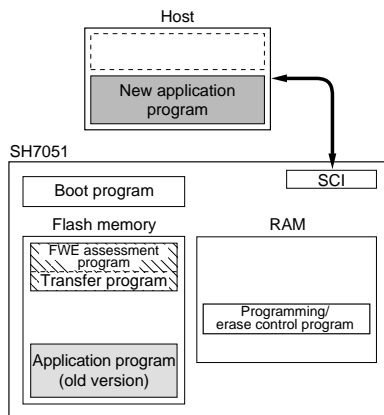 Host
New application
program
SH7051
SCI
Boot program
Flash memory
RAM
FWE assessment
program
Transfer program
Programming/
erase control program
Application program
(old version)